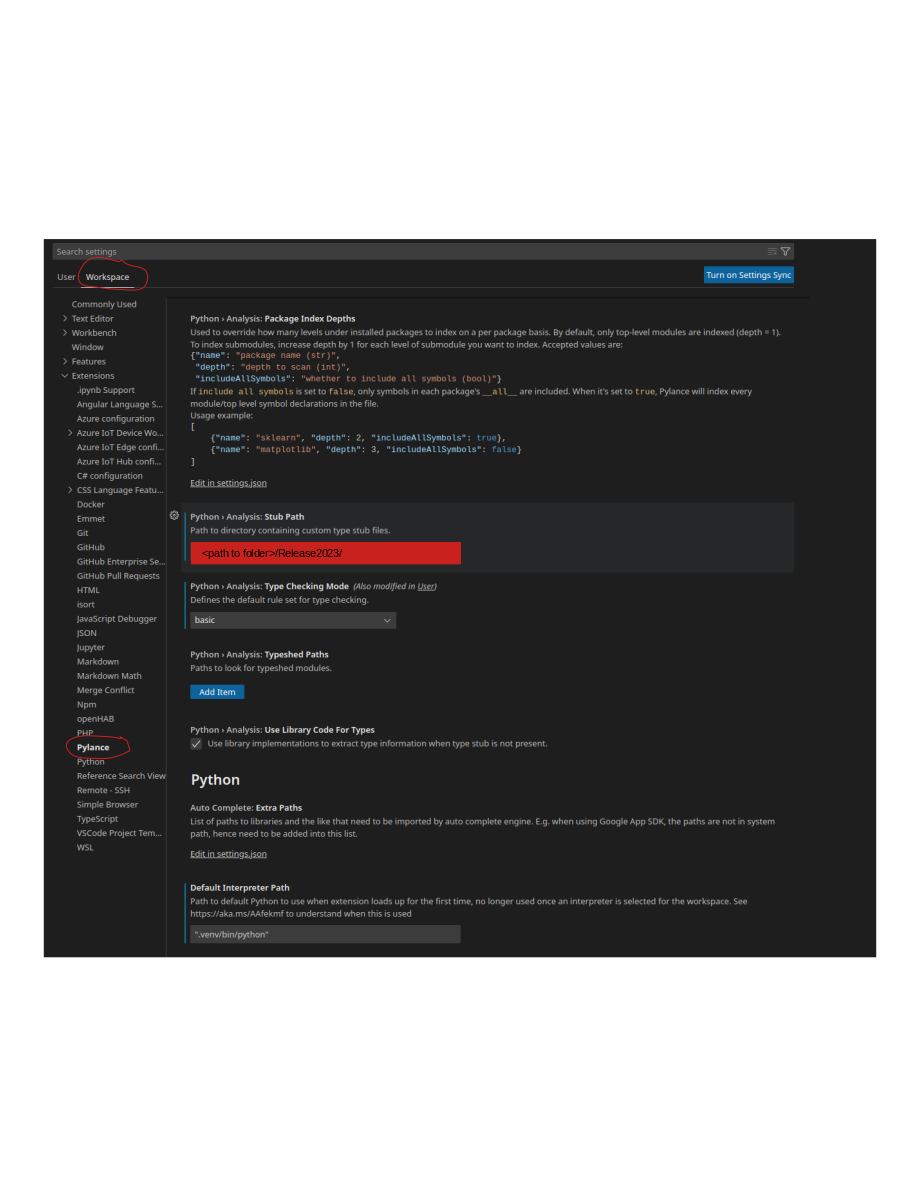 Search settings
User
Workspace
Turn on Settings Sync
Commonly Used
Text Editor
Workbench
Window
Features
Extensions
.ipynb Support
Angular Language S...
Azure configuration
Azure IoT Device Wo...
Azure IoT Edge confi...
Azure IoT Hub confi...
C# configuration
CSS Language Featu...
Docker
Emmet
Git
GitHub
GitHub Enterprise Se...
GitHub Pull Requests
HTML
isort
JavaScript Debugger
JSON
Jupyter
Markdown
Markdown Math
Merge Conflict
Npm
openHAB
PHP
Pylance
Python
Reference Search View
Remote - SSH
Simple Browser
TypeScript
VSCode Project Tem...
WSL
Python › Analysis: Package Index Depths
Used to override how many levels under installed packages to index on a per package basis. By default, only top-level modules are indexed (depth = 1).
To index submodules, increase depth by 1 for each level of submodule you want to index. Accepted values are:
{"name": "package name (str)",
"depth": "depth to scan (int)",
"includeAllSymbols": "whether to include all symbols (bool)"}
If include all symbols is set to false, only symbols in each package's __all__ are included. When it's set to true, Pylance will index every
module/top level symbol declarations in the file.
Usage example:
[
{"name": "sklearn", "depth": 2, "includeAllSymbols": true},
{"name": "matplotlib", "depth": 3, "includeAllSymbols": false}
]
Edit in settings.json
Python › Analysis: Stub Path
Path to directory containing custom type stub files.
<path to folder>/Release2023/
Python › Analysis: Type Checking Mode (Also modified in User)
Defines the default rule set for type checking.
basic
Python › Analysis: Typeshed Paths
Paths to look for typeshed modules.
Add Item
Python › Analysis: Use Library Code For Types
Use library implementations to extract type information when type stub is not present.
Python
Auto Complete: Extra Paths
List of paths to libraries and the like that need to be imported by auto complete engine. E.g. when using Google App SDK, the paths are not in system
path, hence need to be added into this list.
Edit in settings.json
Default Interpreter Path
Path to default Python to use when extension loads up for the first time, no longer used once an interpreter is selected for the workspace. See
https://aka.ms/AAfekmf to understand when this is used
".venv/bin/python"